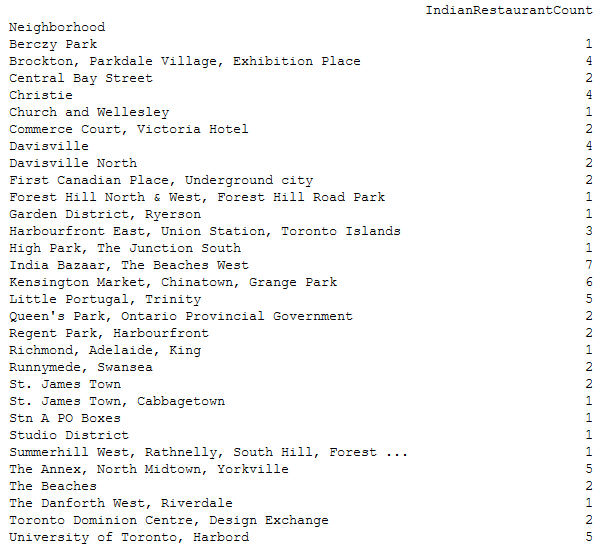 IndianRestaurantCount
Neighborhood
Berczy Park 1
Brockton, Parkdale Village, Exhibition Place 4
Central Bay Street 2
Christie 4
Church and Wellesley 1
Commerce Court, Victoria Hotel 2
Davisville 4
Davisville North 2
First Canadian Place, Underground city 2
Forest Hill North & West, Forest Hill Road Park 1
Garden District, Ryerson 1
Harbourfront East, Union Station, Toronto Islands 3
High Park, The Junction South 1
India Bazaar, The Beaches West 7
Kensington Market, Chinatown, Grange Park 6
Little Portugal, Trinity 5
Queen's Park, Ontario Provincial Government 2
Regent Park, Harbourfront 2
Richmond, Adelaide, King 1
Runnymede, Swansea 2
St. James Town 2
St. James Town, Cabbagetown 1
Stn A PO Boxes 1
Studio District 1
Summerhill West, Rathnelly, South Hill, Forest ... 1
The Annex, North Midtown, Yorkville 5
The Beaches 2
The Danforth West, Riverdale 1
Toronto Dominion Centre, Design Exchange 2
University of Toronto, Harbord 5